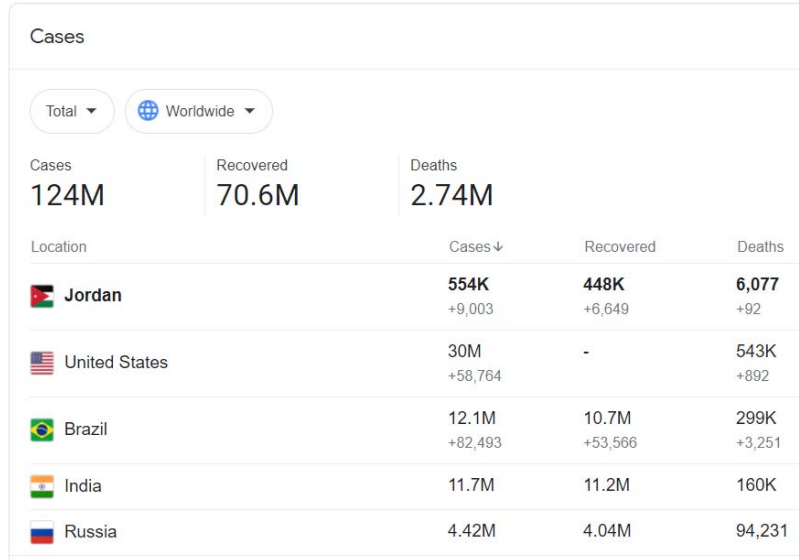 Cases
Total Worldwide
Cases Recovered Deaths
124M 70.6M 2.74M
Location Cases↓ Recovered Deaths
Jordan 554K 448K 6,077
+9,003 +6,649 +92
United States 30M - 543K
+58,764 +892
Brazil 12.1M 10.7M 299K
+82,493 +53,566 +3,251
India 11.7M 11.2M 160K
Russia 4.42M 4.04M 94,231